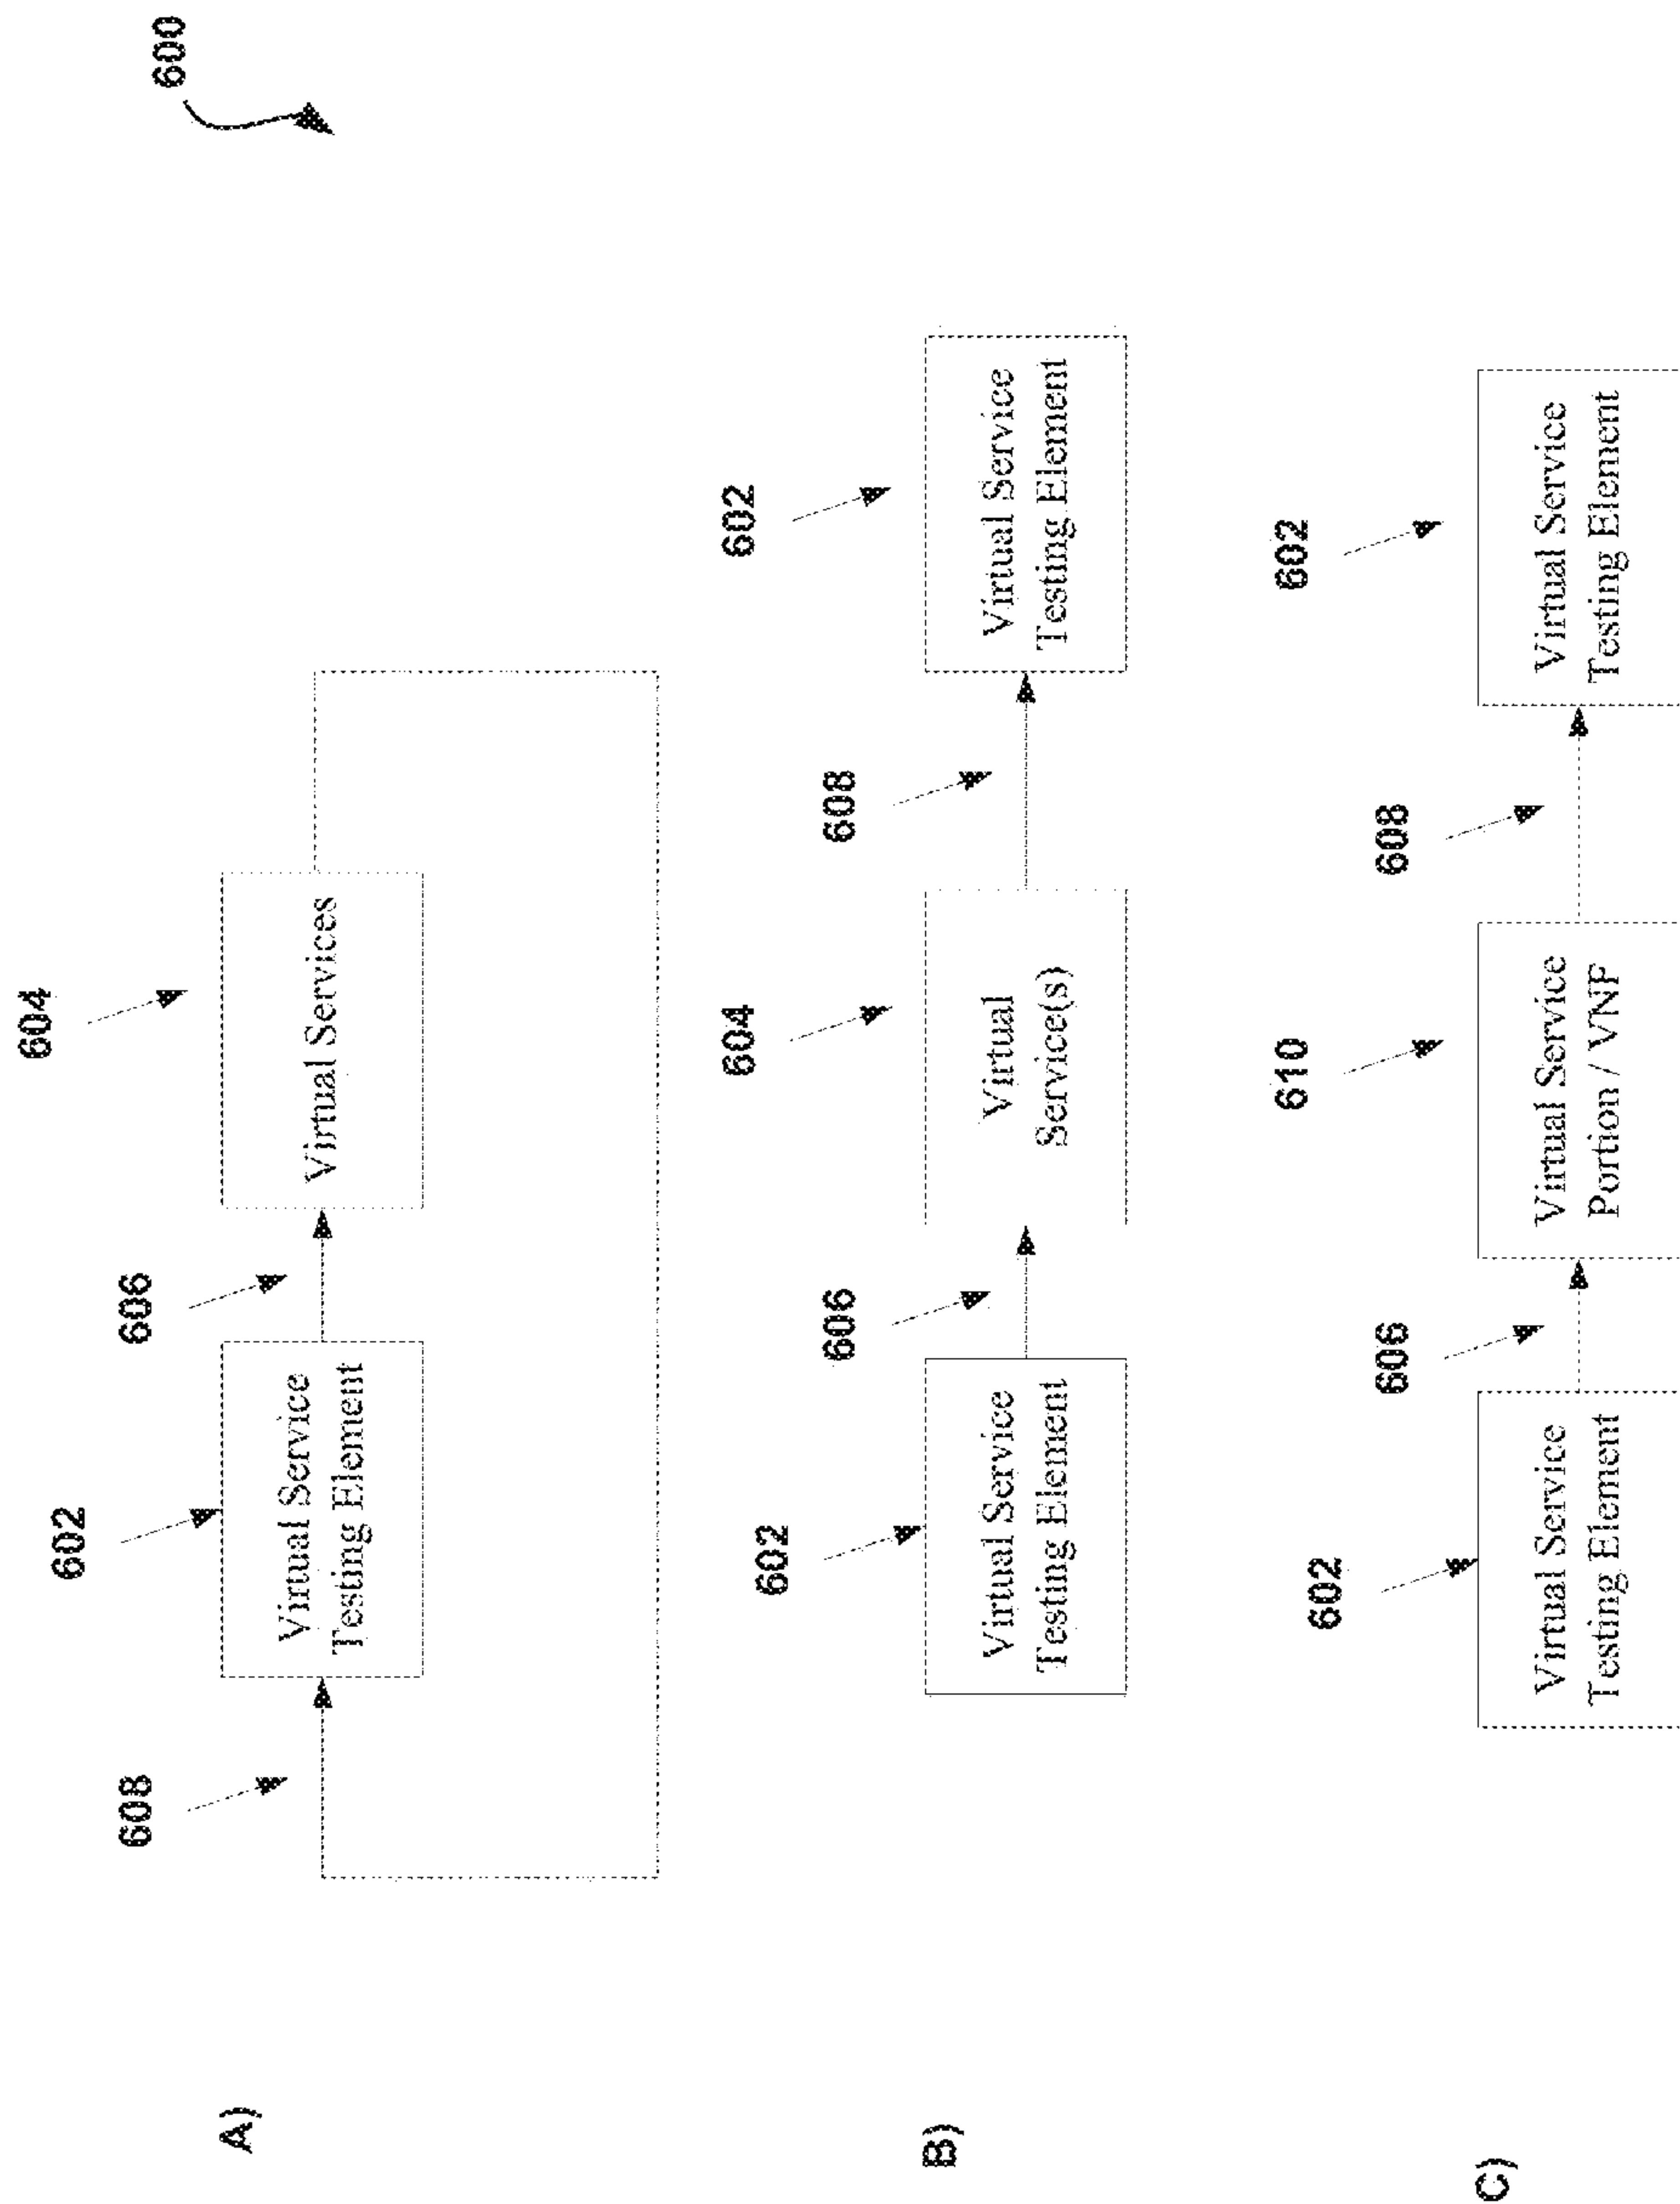 600
A)
608
602
606
604
Virtual Service
Testing Element
Virtual Services
B)
602
606
604
608
602
Virtual Service
Testing Element
Virtual
Service(s)
Virtual Service
Testing Element
C)
602
606
610
608
602
Virtual Service
Testing Element
Virtual Service
Portion / VNF
Virtual Service
Testing Element